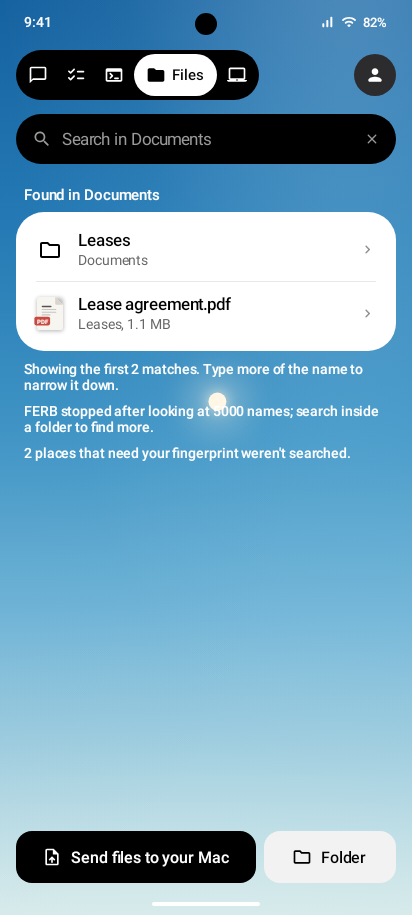 9:41
82%
Files
Search in Documents
Found in Documents
Leases
Documents
Lease agreement.pdf
PDF
Leases, 1.1 MB
Showing the first 2 matches. Type more of the name to
narrow it down.
FERB stopped after looking at 5000 names; search inside
a folder to find more.
2 places that need your fingerprint weren't searched.
Send files to your Mac
Folder